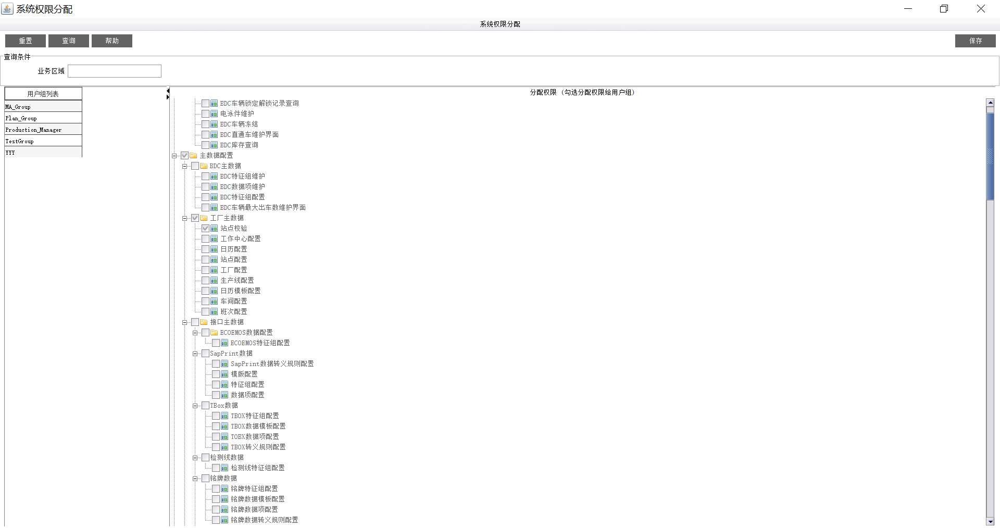 系统权限分配
系统权限分配
重置 查询 帮助 保存
查询条件
业务区域
用户组列表
MA_Group
Plan_Group
Production_Manager
TestGroup
YYY
分配权限 (勾选分配权限给用户组)
BDC车辆锁定解锁记录查询
电泳件维护
BDC车辆冻结
BDC直通车维护界面
BDC库存查询
主数据配置
BDC主数据
BDC特征组维护
BDC数据项维护
BDC特征组配置
BDC车辆最大出车数维护界面
工厂主数据
站点校验
工作中心配置
日历配置
站点配置
工厂配置
生产线配置
日历模板配置
车间配置
班次配置
接口主数据
ECOEMOS数据配置
ECOEMOS特征组配置
SapPrint数据
SapPrint数据转义规则配置
模版配置
特征组配置
数据项配置
TBox数据
TBOX特征组配置
TBOX数据模板配置
TOBX数据项配置
TBOX转义规则配置
检测线数据
检测线特征组配置
铭牌数据
铭牌特征组配置
铭牌数据模板配置
铭牌数据项配置
铭牌数据转义规则配置